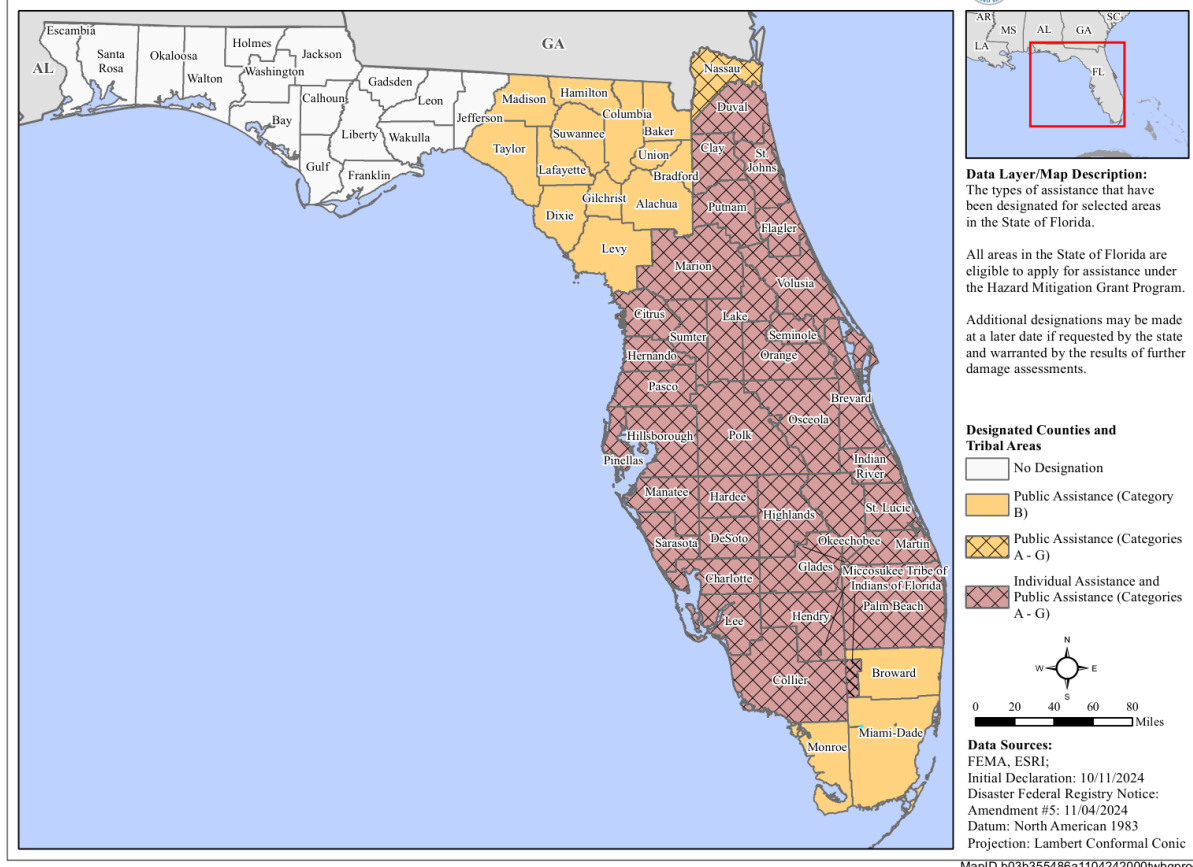 Escambia
Santa
Rosa
Okaloosa
Walton
Holmes
Washington
Jackson
Bay
Calhoun
Gulf
Gadsden
Liberty
Franklin
Leon
Wakulla
Jefferson
AL
GA
Madison
Taylor
Hamilton
Suwannee
Lafayette
Columbia
Baker
Union
Bradford
Gilchrist
Alachua
Dixie
Levy
Nassau
Duval
Clay
St.
Johns
Putnam
Flagler
Marion
Volusia
Citrus
Sumter
Lake
Seminole
Hernando
Orange
Pasco
Brevard
Osceola
Hillsborough
Polk
Pinellas
Indian
River
Manatee
Hardee
Highlands
St. Lucie
Sarasota
DeSoto
Okeechobee
Martin
Charlotte
Glades
Miccosukee Tribe of
Indians of Florida
Lee
Hendry
Palm Beach
Collier
Broward
Monroe
Miami-Dade
AR
MS
AL
GA
SC
LA
FL
Data Layer/Map Description:
The types of assistance that have
been designated for selected areas
in the State of Florida.
All areas in the State of Florida are
eligible to apply for assistance under
the Hazard Mitigation Grant Program.
Additional designations may be made
at a later date if requested by the state
and warranted by the results of further
damage assessments.
Designated Counties and
Tribal Areas
No Designation
Public Assistance (Category
B)
Public Assistance (Categories
A - G)
Individual Assistance and
Public Assistance (Categories
A - G)
N
W
E
S
0 20 40 60 80
Miles
Data Sources:
FEMA, ESRI;
Initial Declaration: 10/11/2024
Disaster Federal Registry Notice:
Amendment #5: 11/04/2024
Datum: North American 1983
Projection: Lambert Conformal Conic